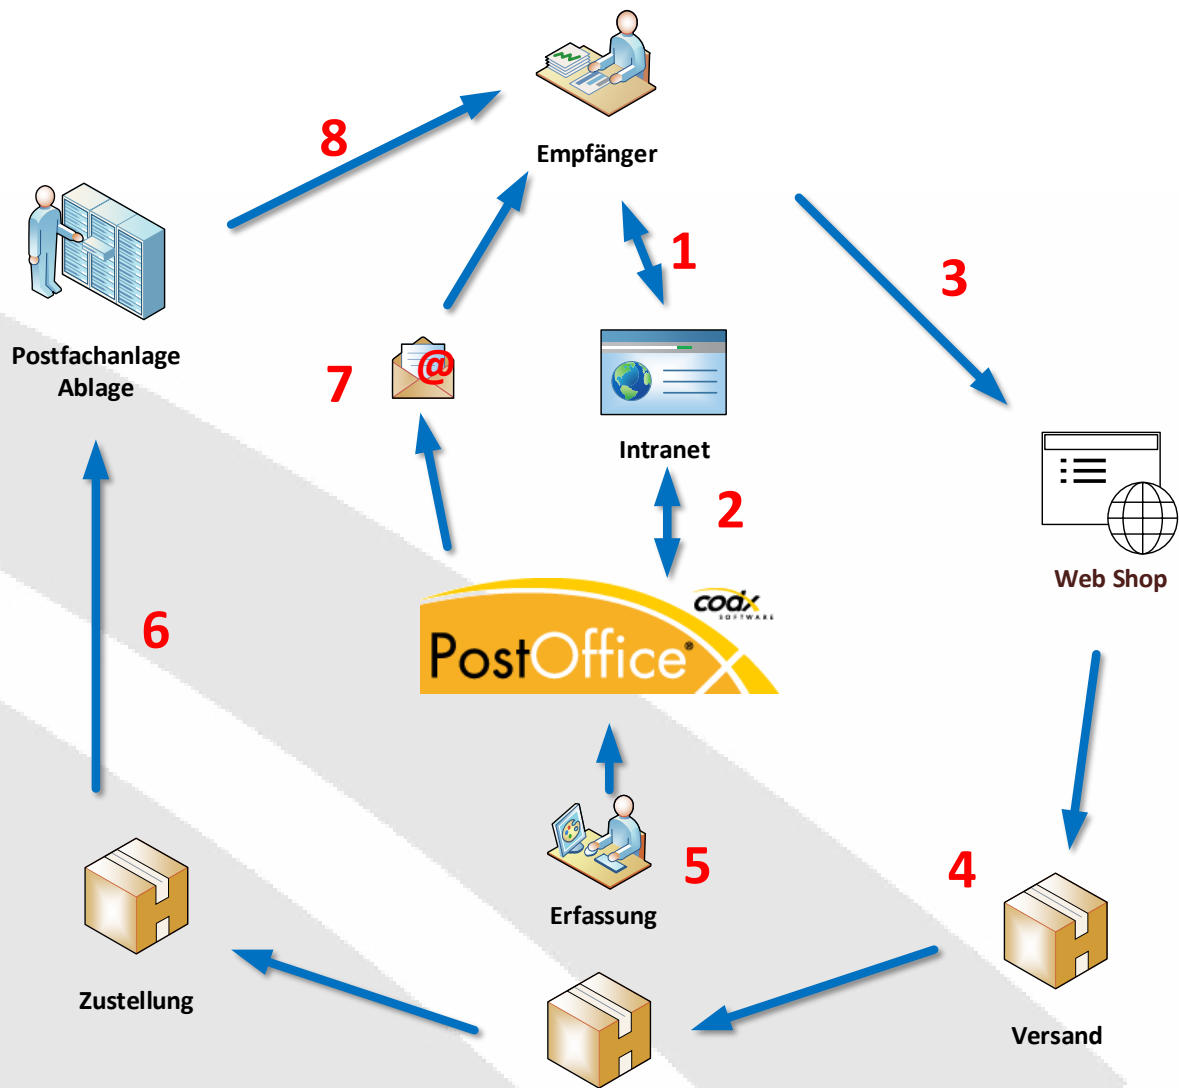 Empfänger
8
1
3
Postfachanlage
Ablage
7
@
Intranet
2
Web Shop
6
codx
SOFTWARE
PostOffice®
5
4
Erfassung
Zustellung
Versand